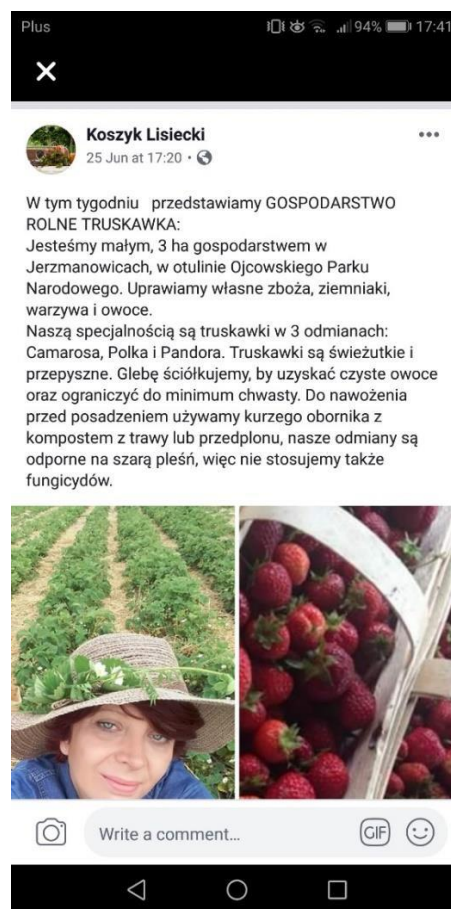 Plus 94% 17:41
Koszyk Lisiecki
25 Jun at 17:20
W tym tygodniu przedstawiamy GOSPODARSTWO
ROLNE TRUSKAWKA:
Jesteśmy małym, 3 ha gospodarstwem w
Jerzmanowicach, w otulinie Ojcowskiego Parku
Narodowego. Uprawiamy własne zboża, ziemniaki,
warzywa i owoce.
Naszą specjalnością są truskawki w 3 odmianach:
Camarosa, Polka i Pandora. Truskawki są świeżutkie i
przepyszne. Glebę ściółkujemy, by uzyskać czyste owoce
oraz ograniczyć do minimum chwasty. Do nawożenia
przed posadzeniem używamy kurzego obornika z
kompostem z trawy lub przedplonu, nasze odmiany są
odporne na szarą pleśń, więc nie stosujemy także
fungicydów.
Write a comment...
GIF